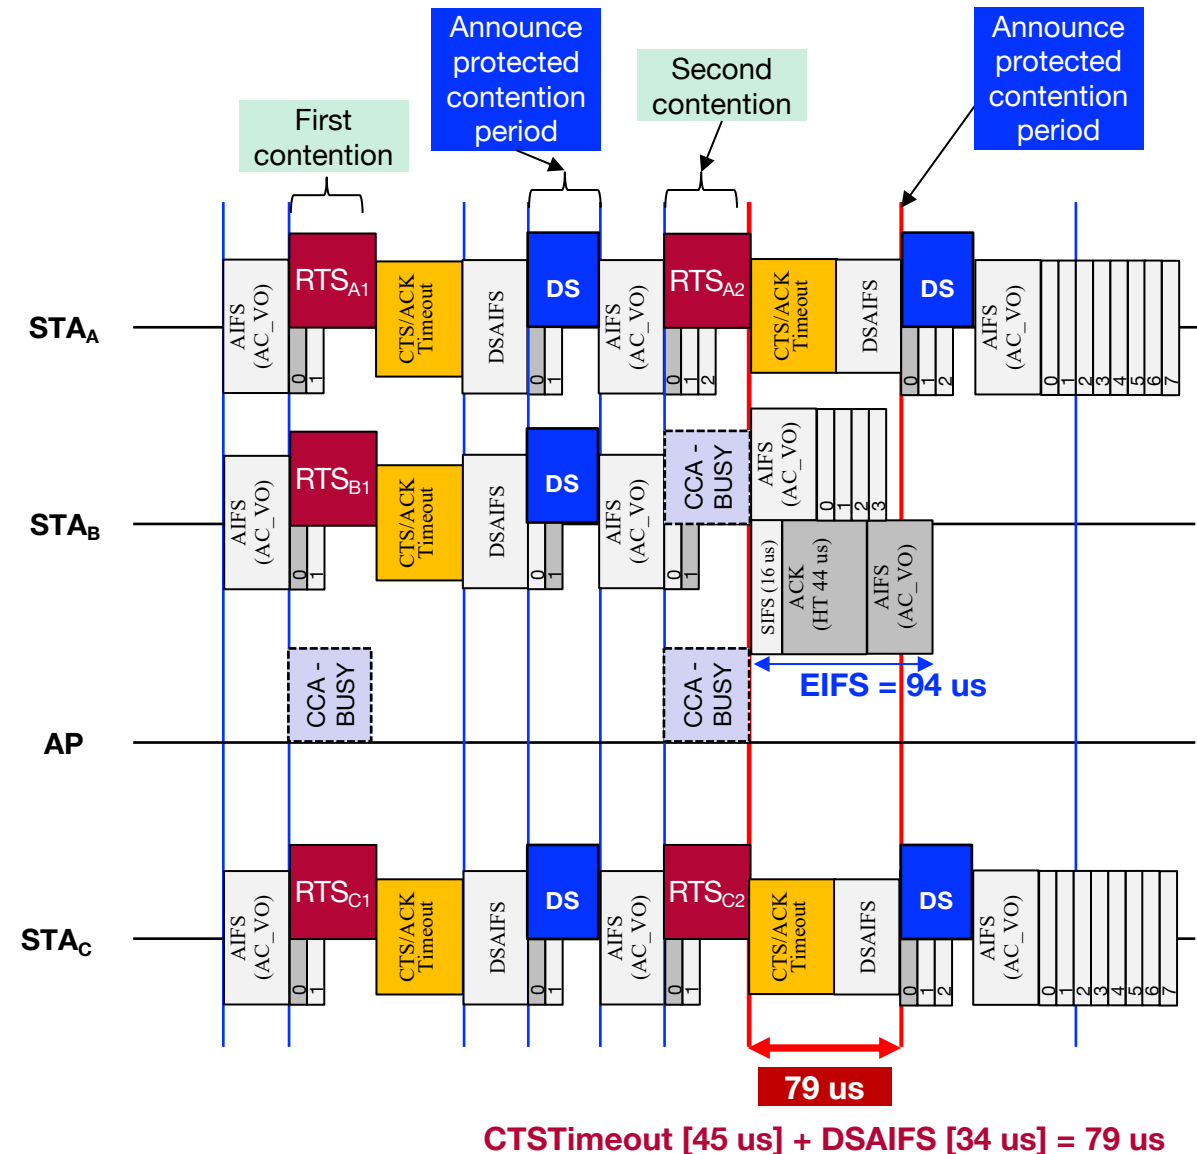 Announce
protected
contention
period
Announce
protected
contention
period
Second
contention
First
contention
STAA
AIFS
(AC_VO)
RTSA1
0 1
CTS/ACK
Timeout
DSAIFS
DS
0 1
AIFS
(AC_VO)
RTSA2
0 1 2
CTS/ACK
Timeout
DSAIFS
DS
0 1 2
AIFS
(AC_VO)
0 1 2 3 4 5 6 7
STAB
AIFS
(AC_VO)
RTSB1
0 1
CTS/ACK
Timeout
DSAIFS
DS
0 1
AIFS
(AC_VO)
CCA -
BUSY
0 1
AIFS
(AC_VO)
0 1 2 3
SIFS (16 us)
ACK
(HT 44 us)
AIFS
(AC_VO)
EIFS = 94 us
AP
CCA -
BUSY
CCA -
BUSY
STAC
AIFS
(AC_VO)
RTSC1
0 1
CTS/ACK
Timeout
DSAIFS
DS
0 1
AIFS
(AC_VO)
RTSC2
0 1
CTS/ACK
Timeout
DSAIFS
DS
0 1 2
AIFS
(AC_VO)
0 1 2 3 4 5 6 7
79 us
CTSTimeout [45 us] + DSAIFS [34 us] = 79 us